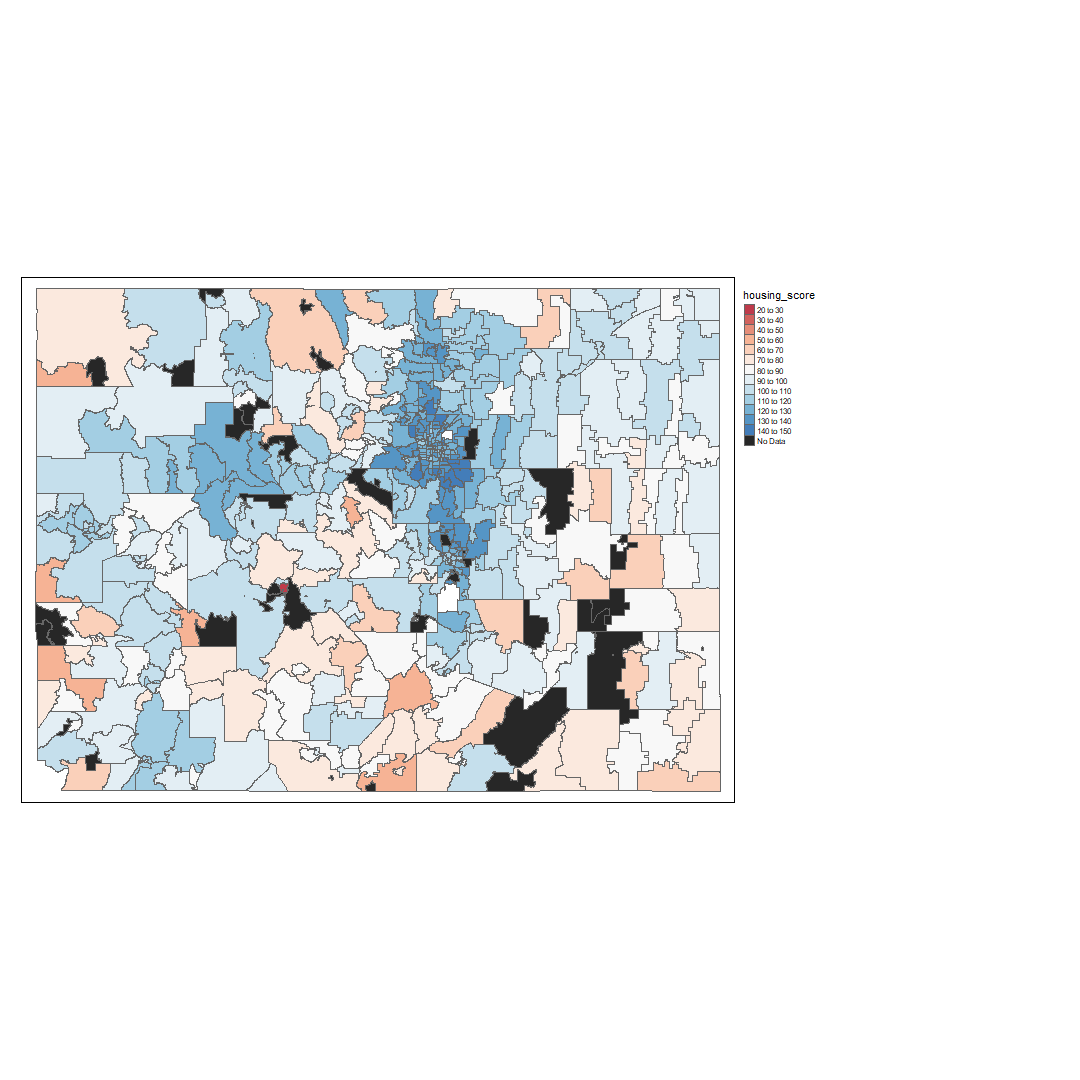 housing_score
20 to 30
30 to 40
40 to 50
50 to 60
60 to 70
70 to 80
80 to 90
90 to 100
100 to 110
110 to 120
120 to 130
130 to 140
140 to 150
No Data